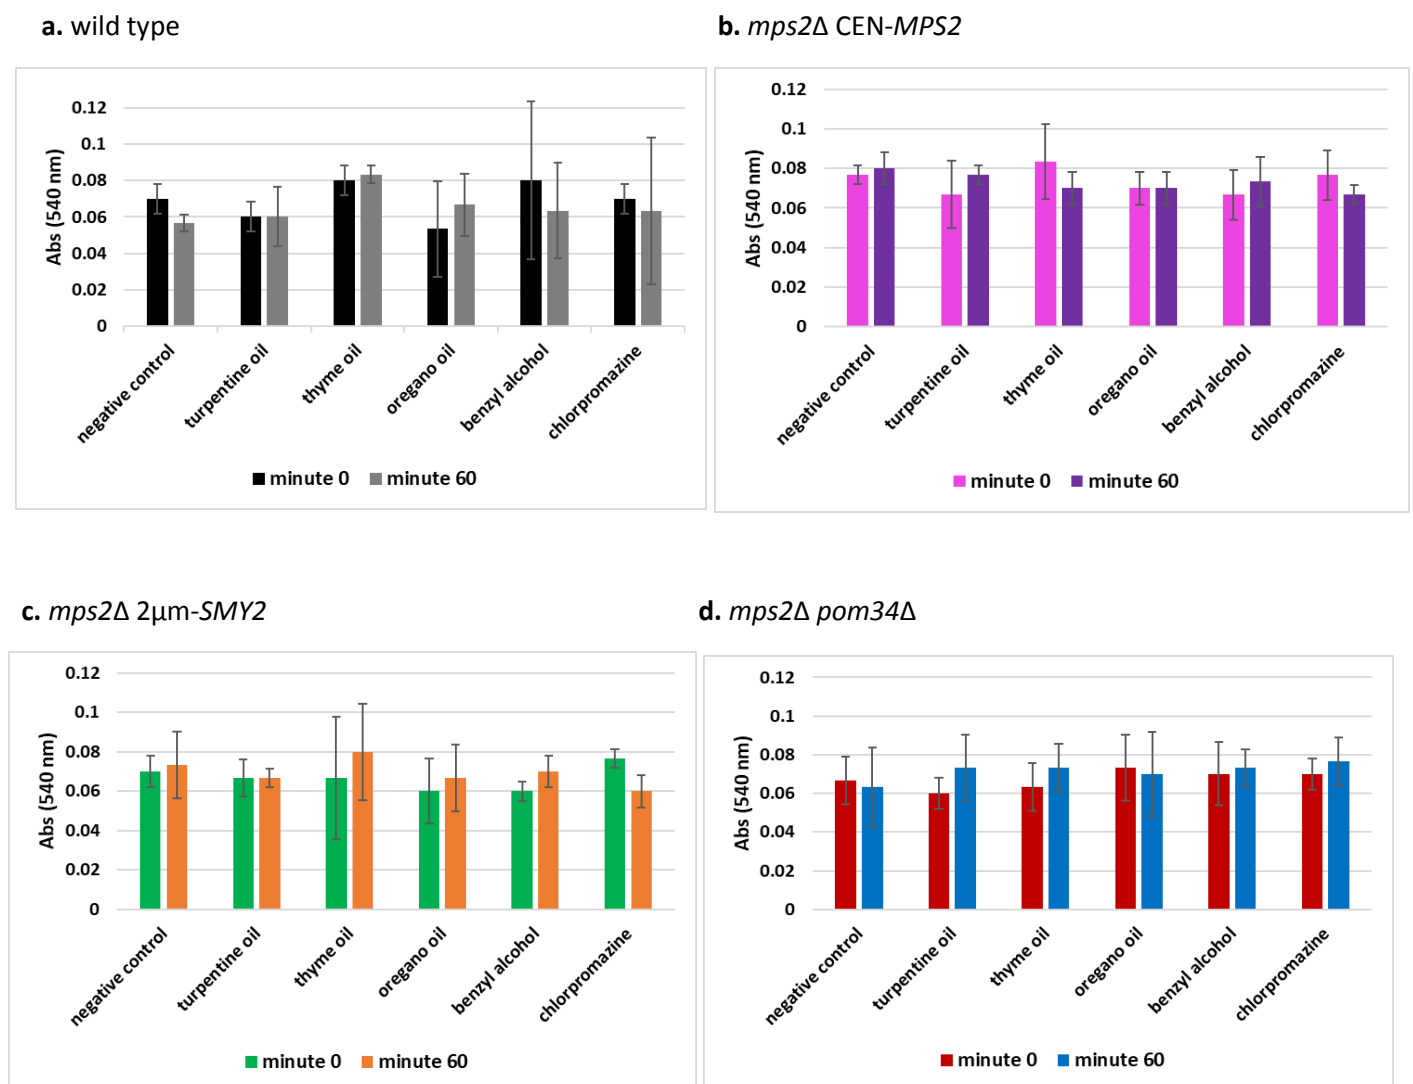 a. wild type
Abs (540 nm)
0.12
0.1
0.08
0.06
0.04
0.02
0
negative control
turpentine oil
thyme oil
oregano oil
benzyl alcohol
chlorpromazine
minute 0 minute 60
b. mps2Δ CEN-MPS2
Abs (540 nm)
0.12
0.1
0.08
0.06
0.04
0.02
0
negative control
turpentine oil
thyme oil
oregano oil
benzyl alcohol
chlorpromazine
minute 0 minute 60
c. mps2Δ 2μm-SMY2
Abs (540 nm)
0.12
0.1
0.08
0.06
0.04
0.02
0
negative control
turpentine oil
thyme oil
oregano oil
benzyl alcohol
chlorpromazine
minute 0 minute 60
d. mps2Δ pom34Δ
Abs (540 nm)
0.12
0.1
0.08
0.06
0.04
0.02
0
negative control
turpentine oil
thyme oil
oregano oil
benzyl alcohol
chlorpromazine
minute 0 minute 60